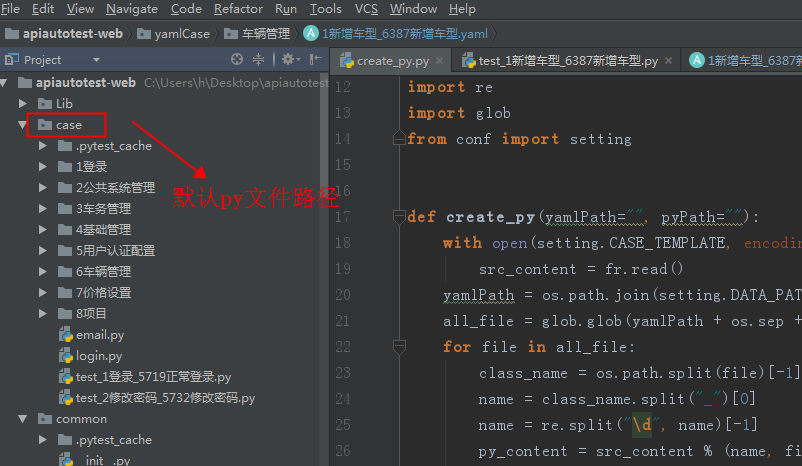 File Edit View Navigate Code Refactor Run Tools VCS Window Help
apiautotest-web yamlCase 车辆管理 1新增车型_6387新增车型.yaml
Project
create_py.py test_1新增车型_6387新增车型.py 1新增车型_6387新
apiautotest-web C:\Users\h\Desktop\apiautotest
Lib
case
.pytest_cache
1登录
2公共系统管理
3车务管理
4基础管理
5用户认证配置
6车辆管理
7价格设置
8项目
email.py
login.py
test_1登录_5719正常登录.py
test_2修改密码_5732修改密码.py
common
.pytest_cache
__init__.py
默认py文件路径
12 import re
13 import glob
14 from conf import setting
15
16
17 def create_py(yamlPath="", pyPath=""):
18 with open(setting.CASE_TEMPLATE, encodin
19 src_content = fr.read()
20 yamlPath = os.path.join(setting.DATA_PAT
21 all_file = glob.glob(yamlPath + os.sep +
22 for file in all_file:
23 class_name = os.path.split(file)[-1]
24 name = class_name.split("_")[0]
25 name = re.split("\d", name)[-1]
26 py_content = src_content % (name, fi